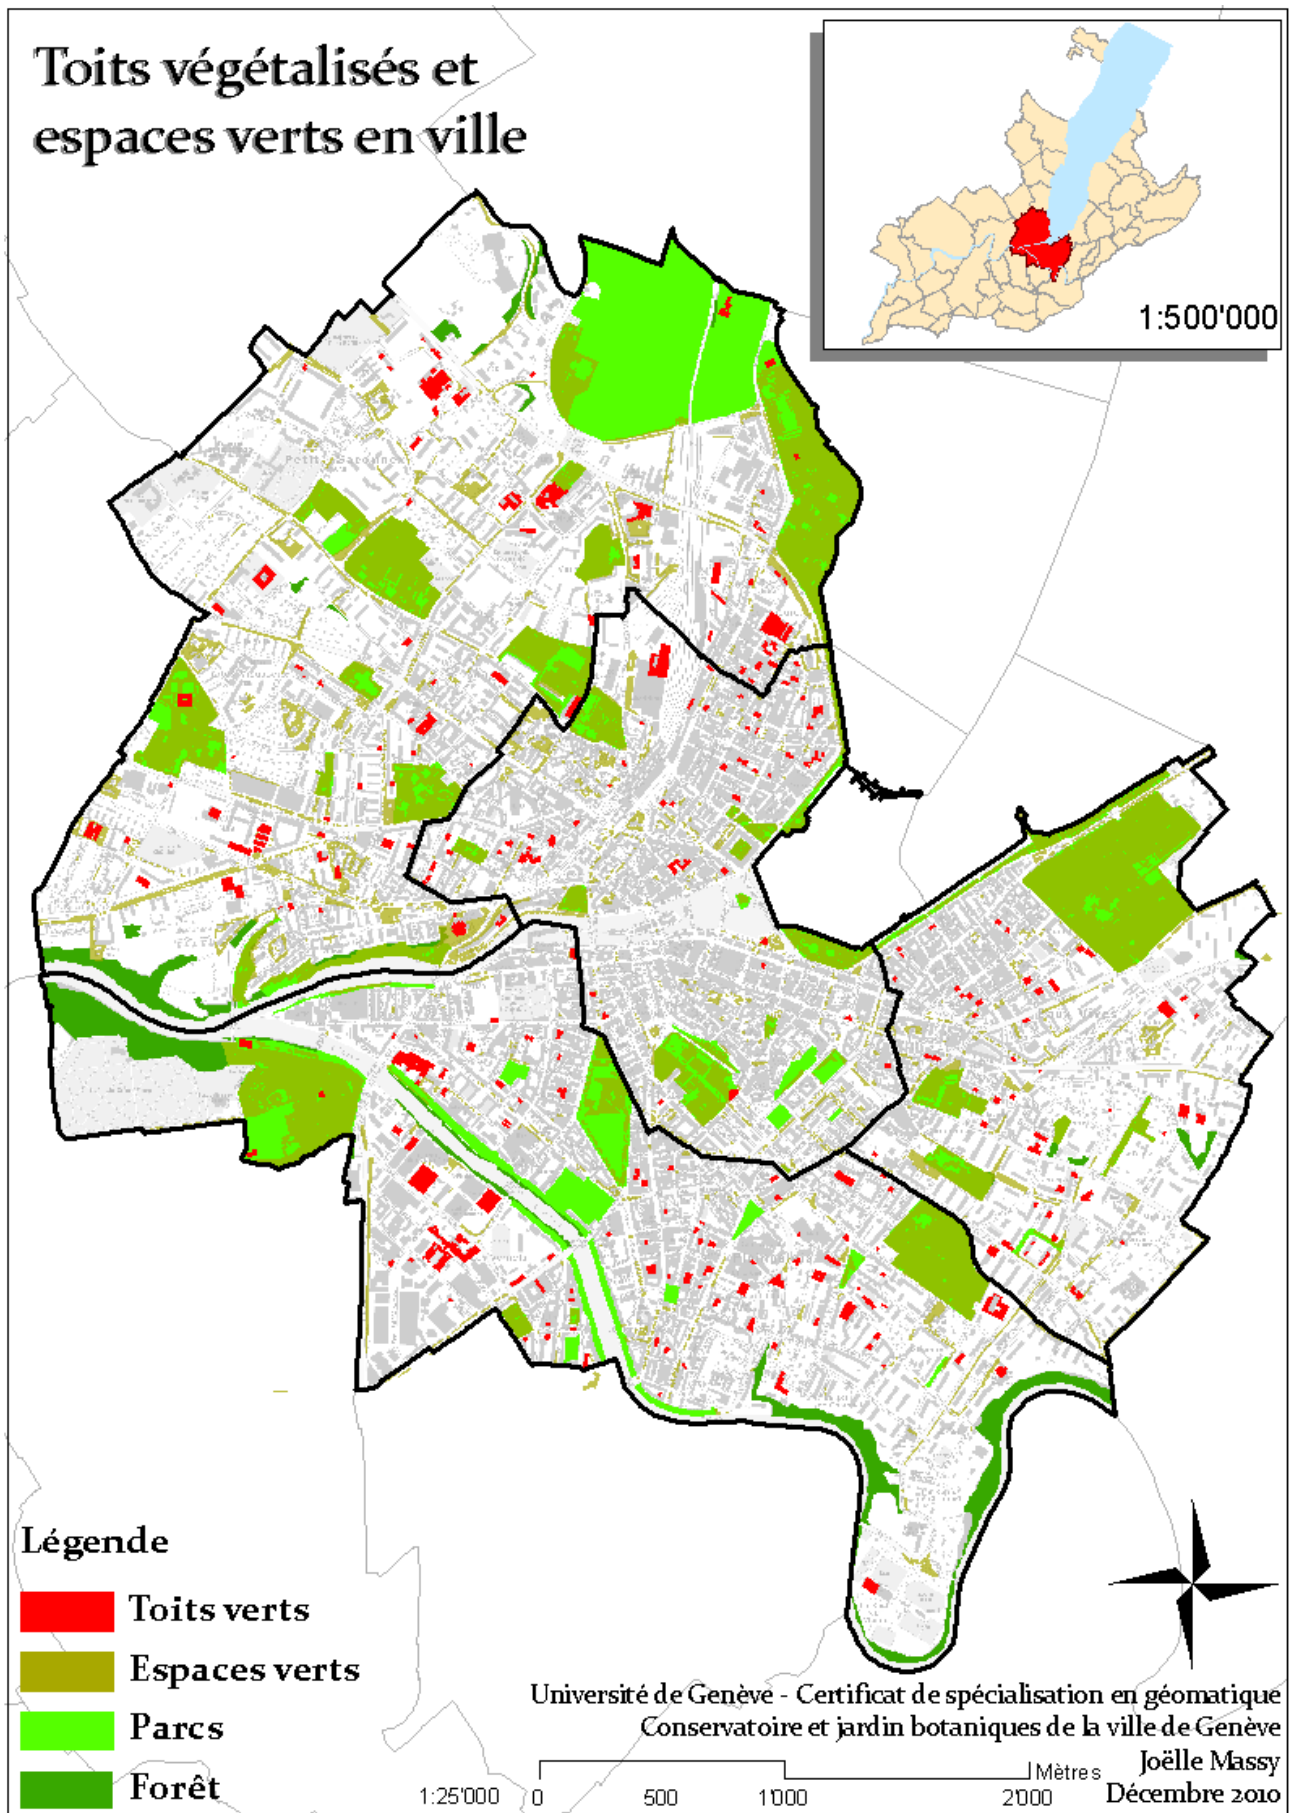 Toits végétalisés et
espaces verts en ville
1:500'000
Légende
Toits verts
Espaces verts
Parcs
Forêt
Université de Genève - Certificat de spécialisation en géomatique
Conservatoire et jardin botaniques de la ville de Genève
Joëlle Massy
Décembre 2010
1:25'000 0 500 1'000 2'000 Mètres